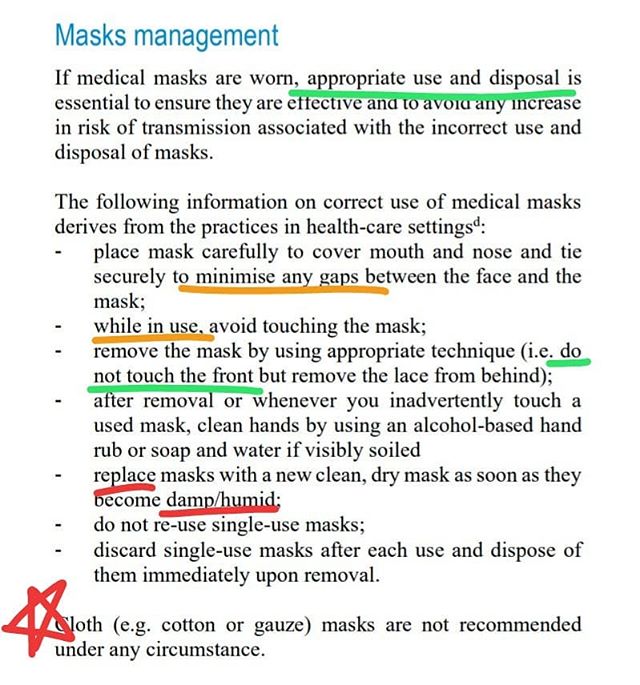 Masks management
If medical masks are worn, appropriate use and disposal is
essential to ensure they are effective and to avoid any increase
in risk of transmission associated with the incorrect use and
disposal of masks.
The following information on correct use of medical masks
derives from the practices in health-care settingsᵈ:
- place mask carefully to cover mouth and nose and tie
securely to minimise any gaps between the face and the
mask;
- while in use, avoid touching the mask;
- remove the mask by using appropriate technique (i.e. do
not touch the front but remove the lace from behind);
- after removal or whenever you inadvertently touch a
used mask, clean hands by using an alcohol-based hand
rub or soap and water if visibly soiled
- replace masks with a new clean, dry mask as soon as they
become damp/humid;
- do not re-use single-use masks;
- discard single-use masks after each use and dispose of
them immediately upon removal.
Cloth (e.g. cotton or gauze) masks are not recommended
under any circumstance.